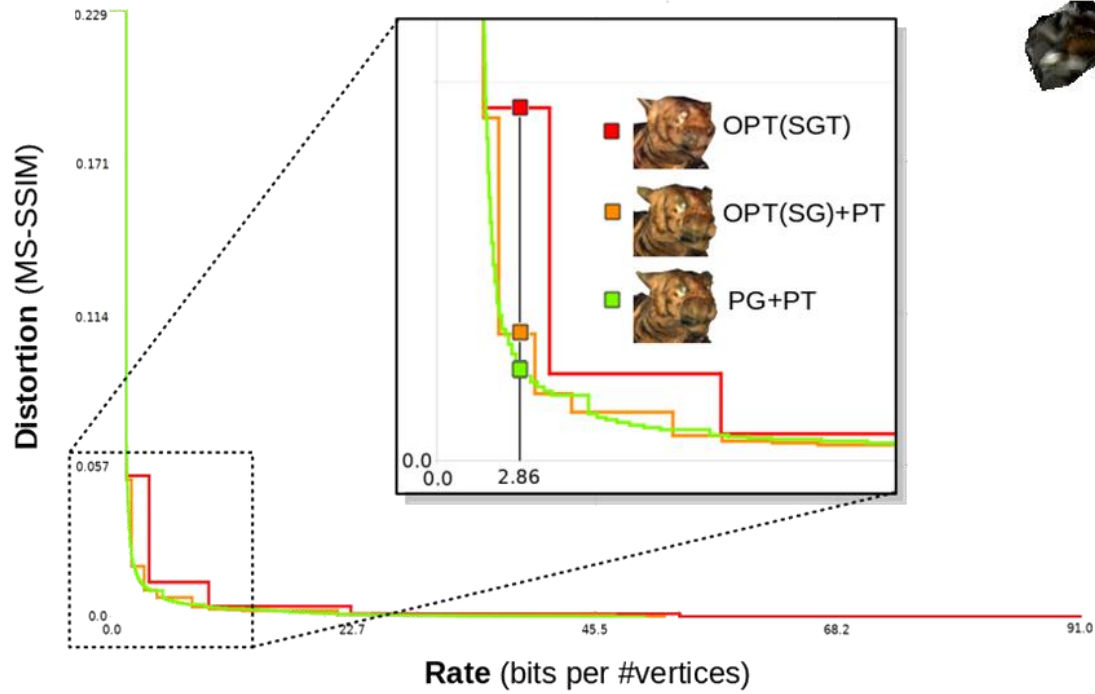 0.229
0.171
0.114
0.057
0.0
Distortion (MS-SSIM)
OPT(SGT)
OPT(SG)+PT
PG+PT
0.0
0.0
2.86
0.0
22.7
45.5
68.2
91.0
Rate (bits per #vertices)